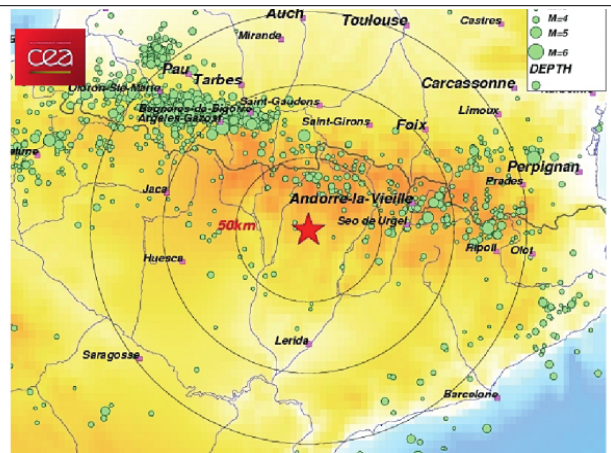 cea
Auch
Toulouse
Castres
Mirande
M=4
M=5
M=6
DEPTH
Pau
Tarbes
Carcassonne
Oloron-Ste-Marie
Bagneres-de-Bigorre
Saint-Gaudens
Limoux
Argeles-Gazost
Saint-Girons
Foix
Perpignan
Prades
Jaca
Andorre-la-Vieille
50km
Seo de Urgel
Ripoll
Olot
Huesca
Lerida
Saragosse
Barcelone